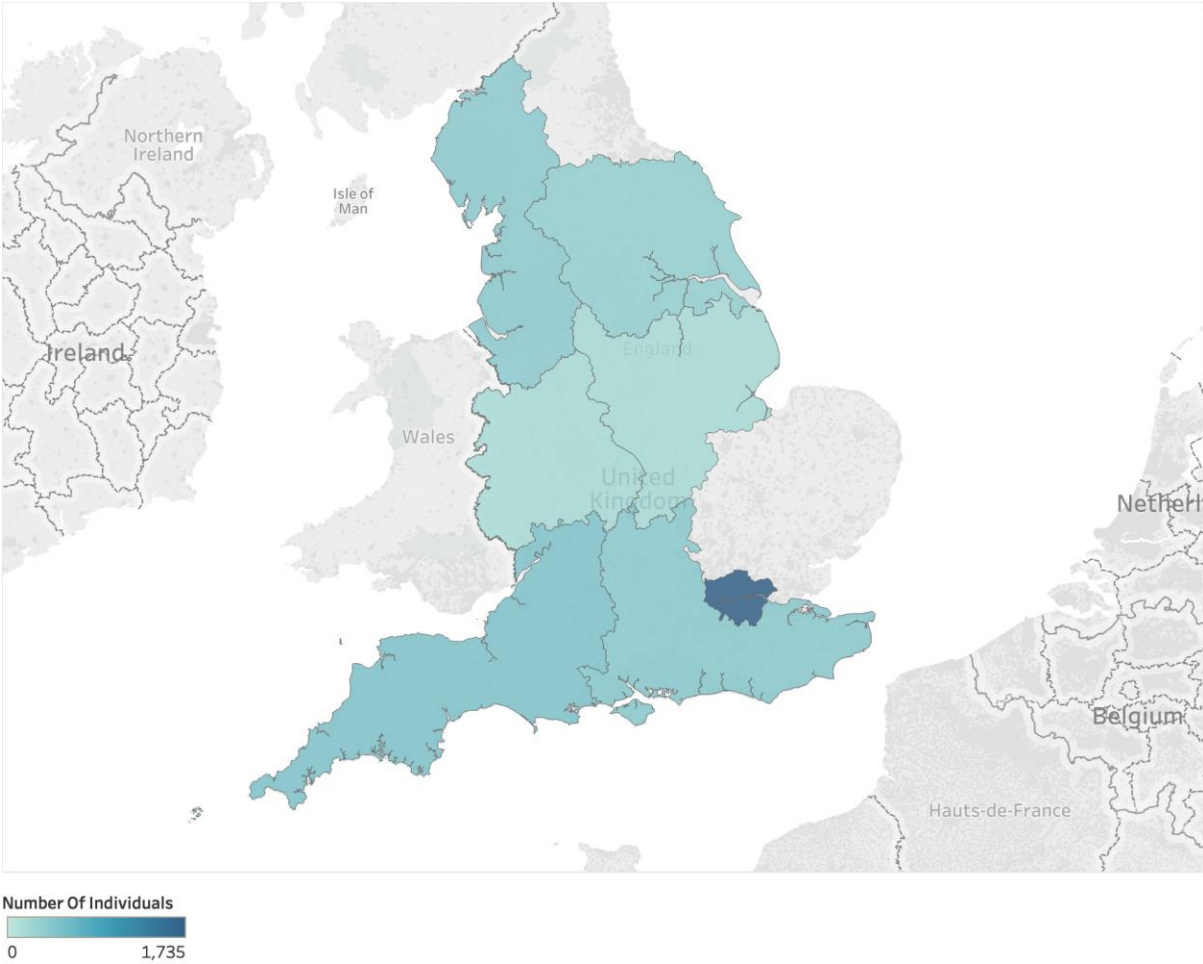 Northern
Ireland
Isle of
Man
Ireland
England
Wales
United
Kingdom
Netherl
Belgium
Hauts-de-France
Number Of Individuals
0 1,735